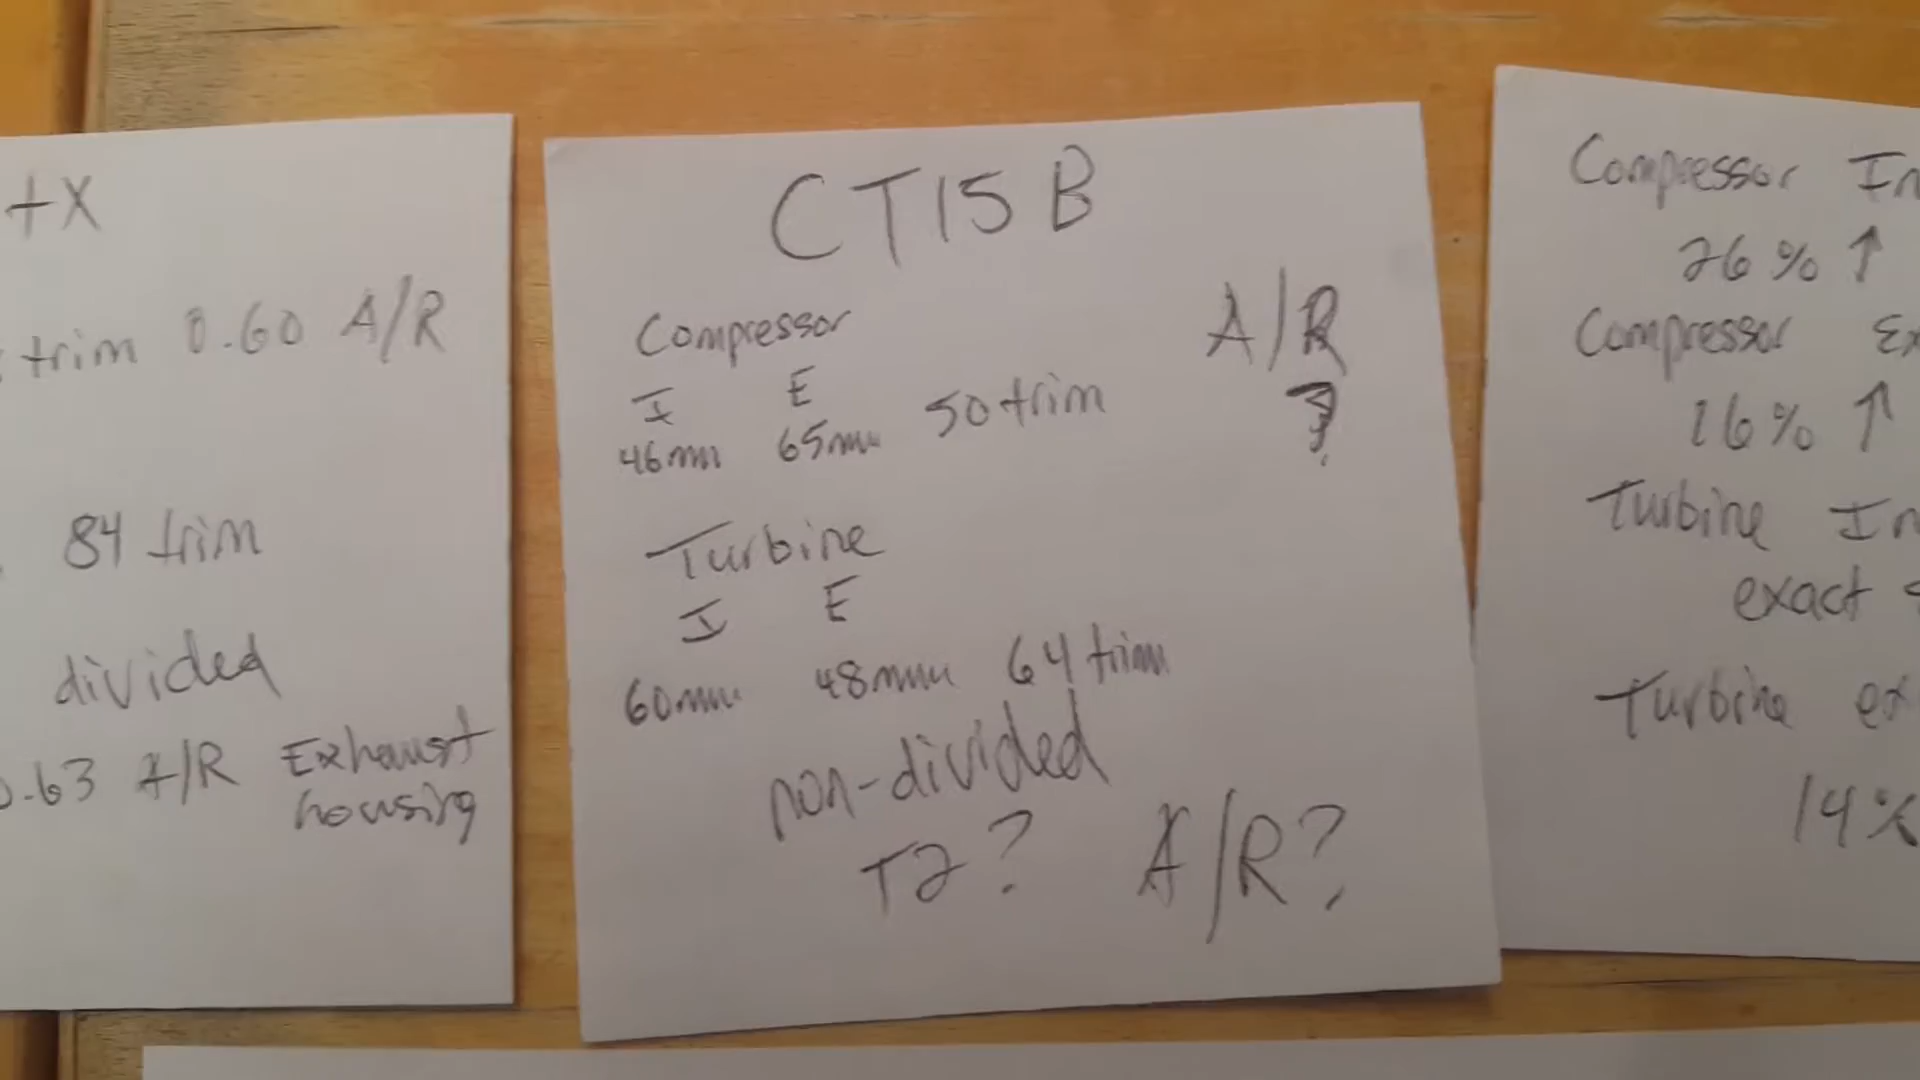 +X
trim 0.60 A/R
84 trim
divided
0.63 A/R Exhaust
housing
CT15B
Compressor A/R
I E ?
46mm 65mm 50 trim
Turbine
I E
60mm 48mm 64 trim
non-divided
T2? A/R?
Compressor In
26% ↑
Compressor Ex
16% ↑
Turbine In
exact
Turbine ex
14%